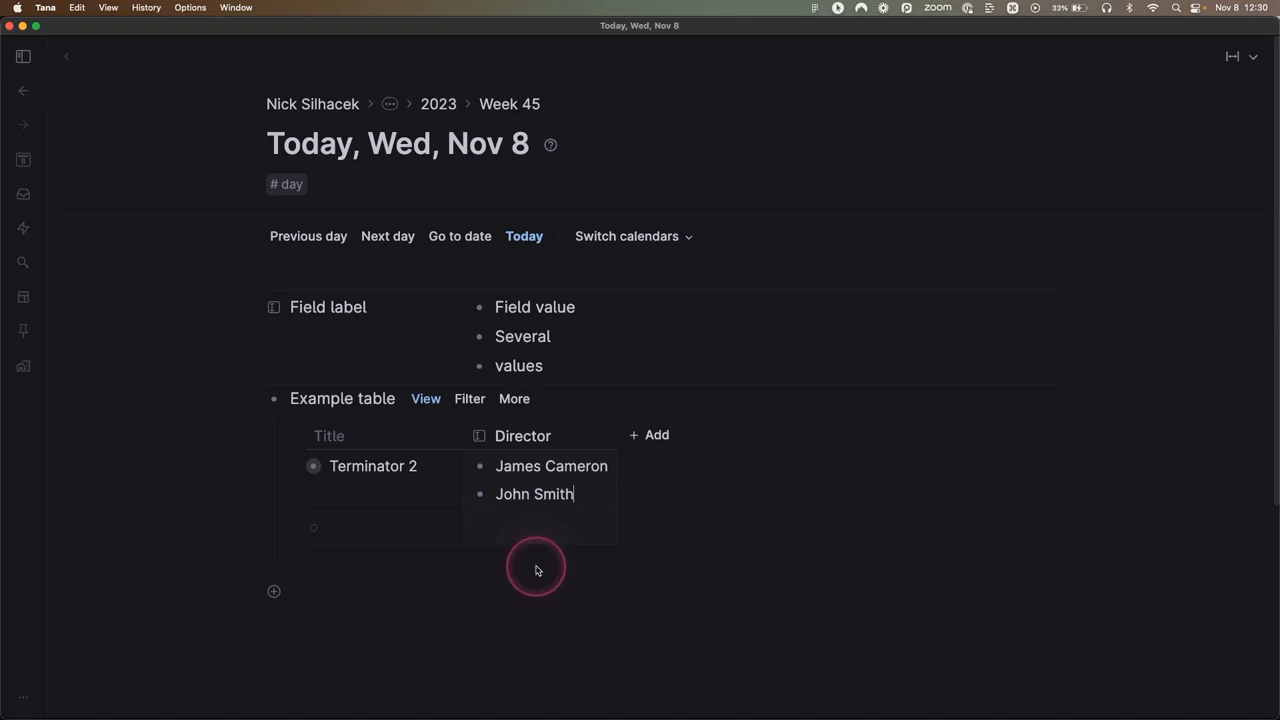 Tana Edit View History Options Window
zoom 33% Nov 8 12:30
Today, Wed, Nov 8
Nick Silhacek > ... > 2023 > Week 45
Today, Wed, Nov 8 ?
# day
Previous day Next day Go to date Today Switch calendars
Field label
Field value
Several
values
Example table View Filter More
Title Director + Add
Terminator 2 James Cameron
John Smith